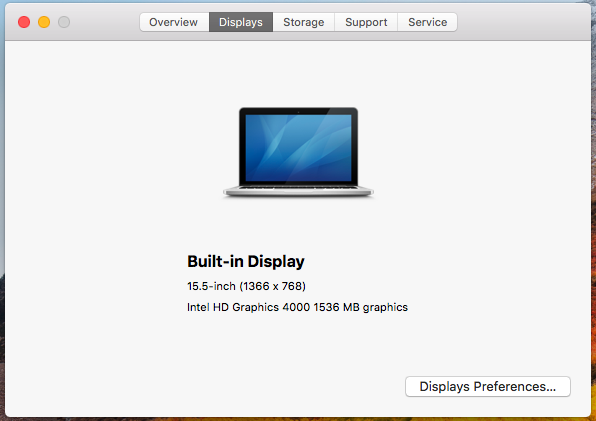 Overview Displays Storage Support Service
Built-in Display
15.5-inch (1366 x 768)
Intel HD Graphics 4000 1536 MB graphics
Displays Preferences...